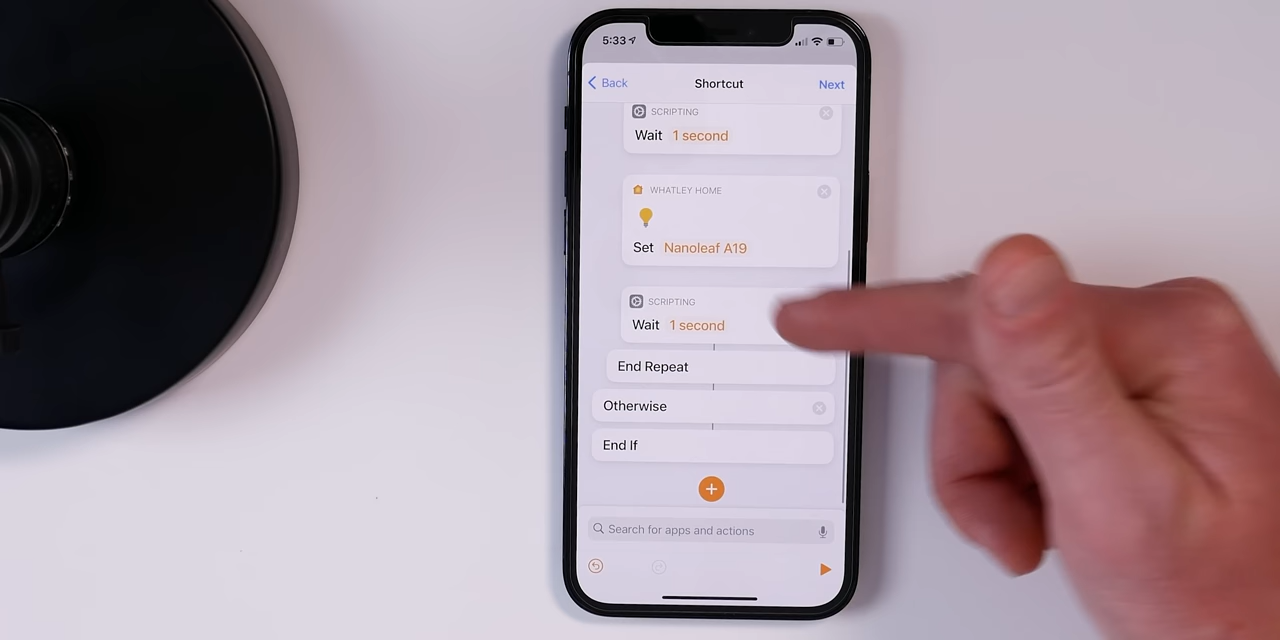 5:33
Back
Shortcut
Next
SCRIPTING
Wait 1 second
WHATLEY HOME
Set Nanoleaf A19
SCRIPTING
Wait 1 second
End Repeat
Otherwise
End If
Search for apps and actions